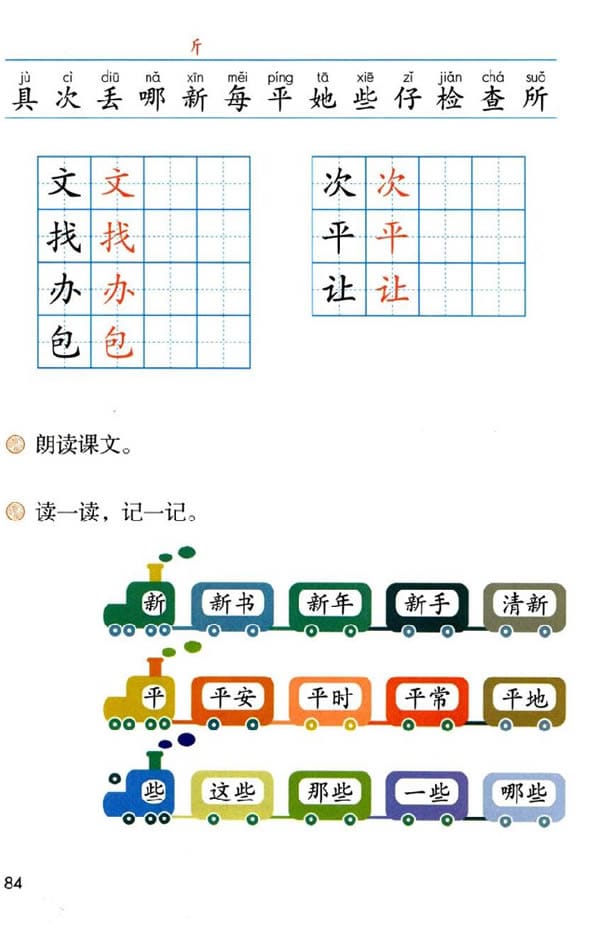 斤
jù cì diū nǎ xīn měi píng tā xiē zǐ jiǎn chá suǒ
具 次 丢 哪 新 每 平 她 些 仔 检 查 所
文 文 次 次
找 找 平 平
办 办 让 让
包 包
朗读课文。
读一读，记一记。
新 新书 新年 新手 清新
平 平安 平时 平常 平地
些 这些 那些 一些 哪些
84